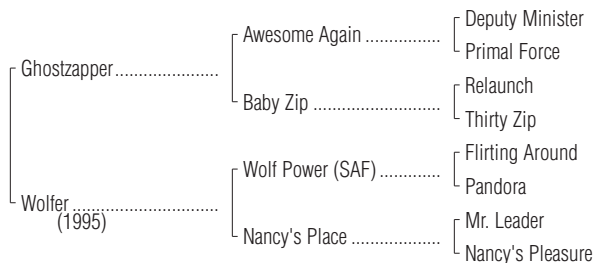 Deputy Minister
Awesome Again
Primal Force
Ghostzapper
Relaunch
Baby Zip
Thirty Zip
Flirting Around
Wolf Power (SAF)
Pandora
Wolfer
(1995)
Mr. Leader
Nancy's Place
Nancy's Pleasure